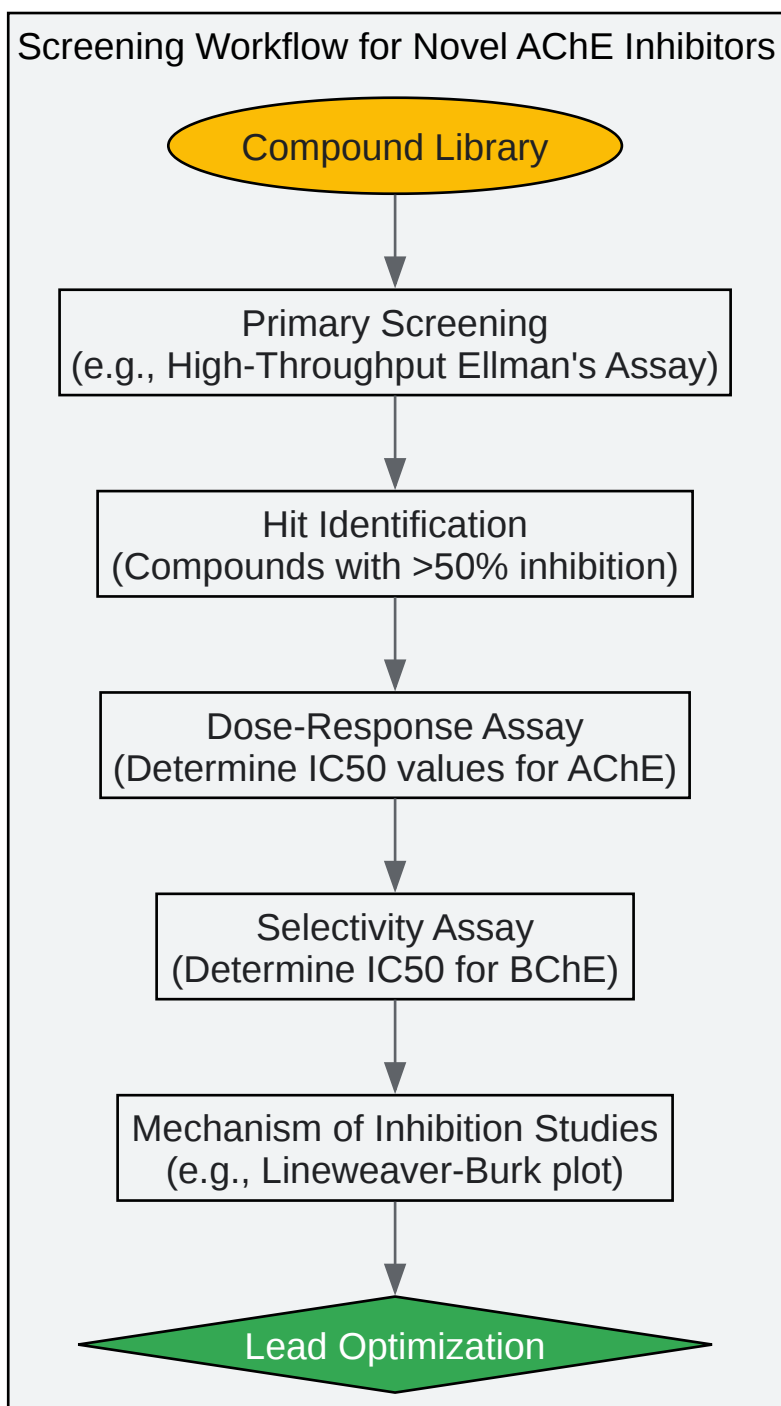 Screening Workflow for Novel AChE Inhibitors
Compound Library
Primary Screening
(e.g., High-Throughput Ellman's Assay)
Hit Identification
(Compounds with >50% inhibition)
Dose-Response Assay
(Determine IC50 values for AChE)
Selectivity Assay
(Determine IC50 for BChE)
Mechanism of Inhibition Studies
(e.g., Lineweaver-Burk plot)
Lead Optimization